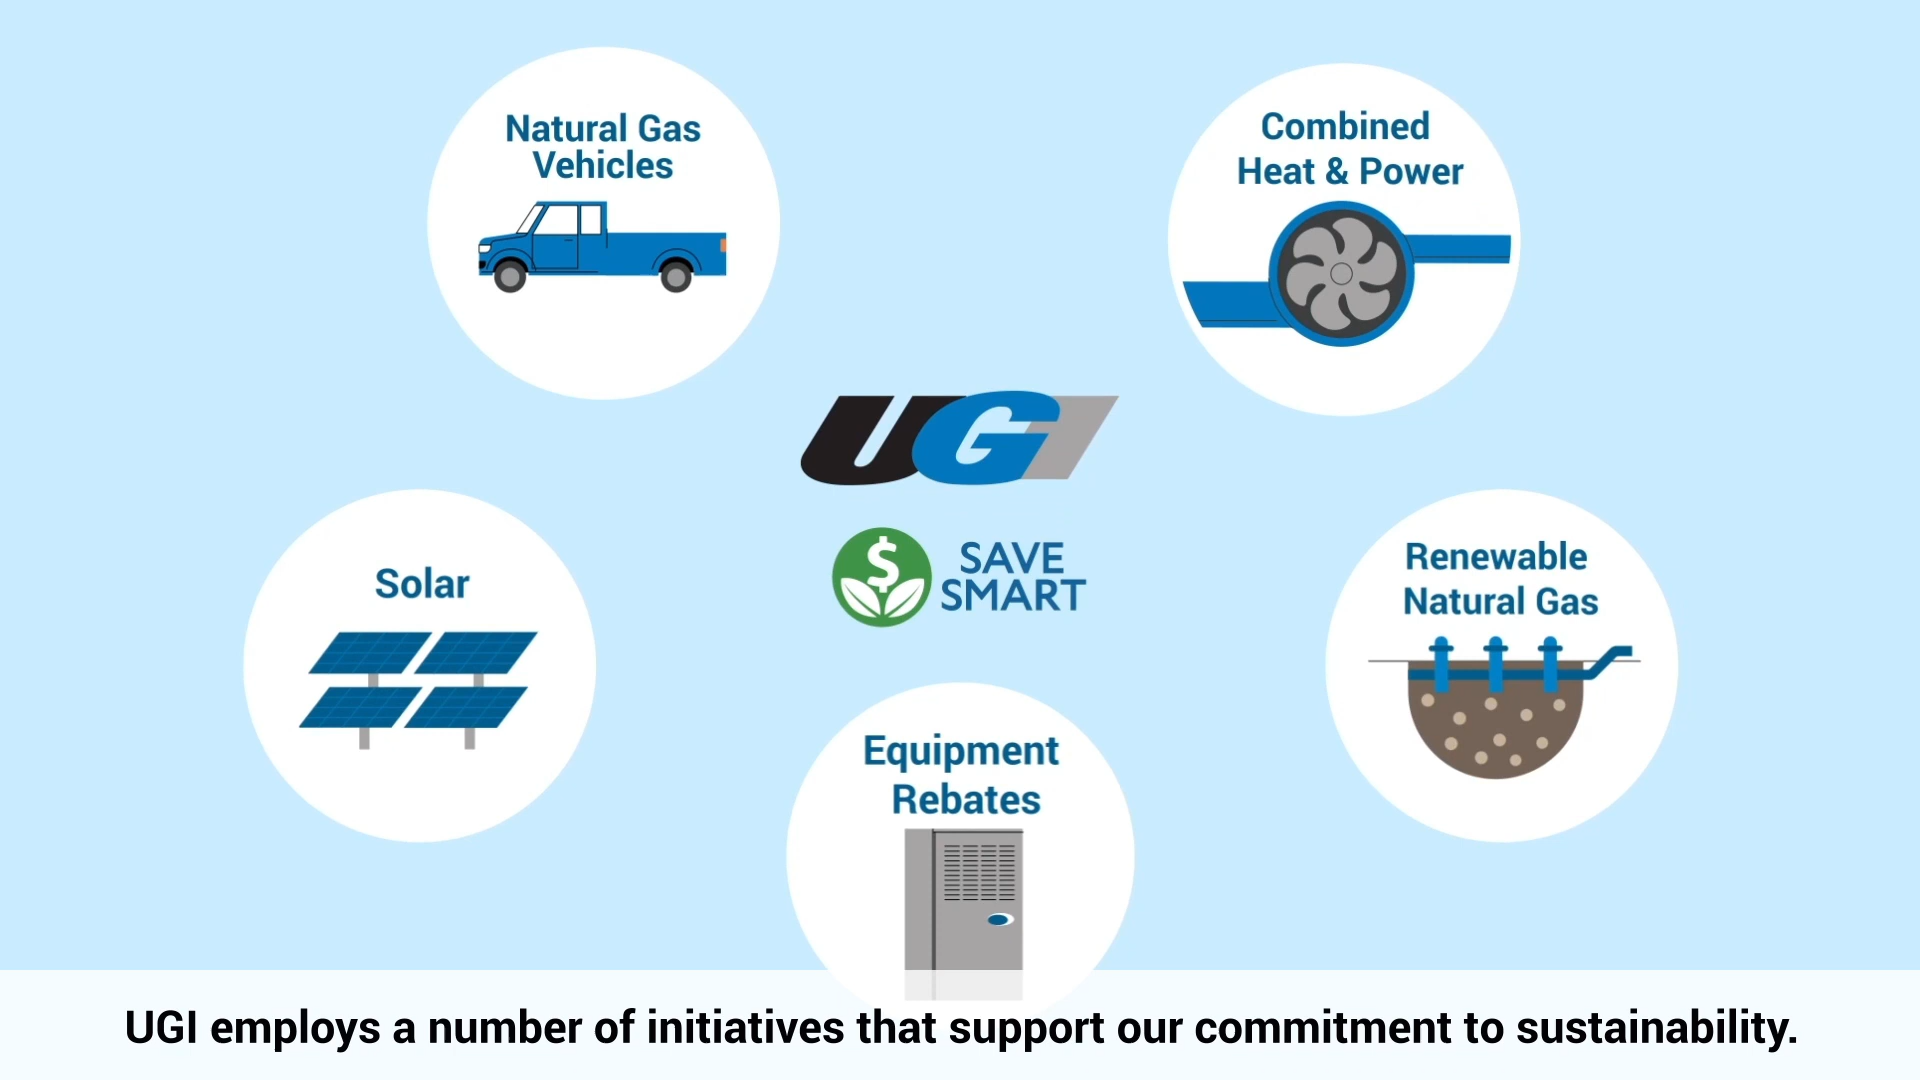 Natural Gas
Vehicles
Combined
Heat & Power
UGI
$ SAVE
SMART
Solar
Renewable
Natural Gas
Equipment
Rebates
UGI employs a number of initiatives that support our commitment to sustainability.